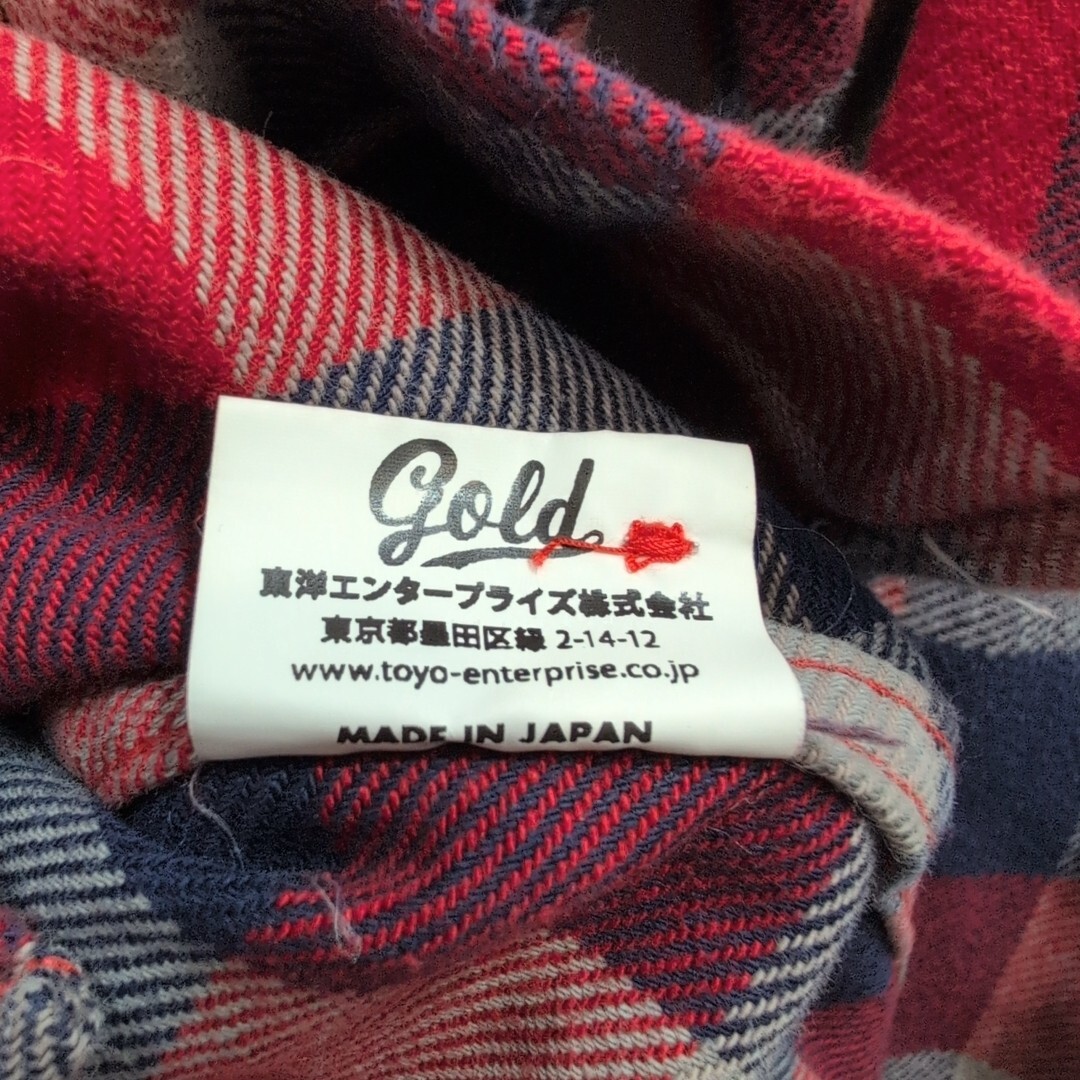 Gold
東洋エンタープライズ株式会社
東京都墨田区緑 2-14-12
www.toyo-enterprise.co.jp
MADE IN JAPAN